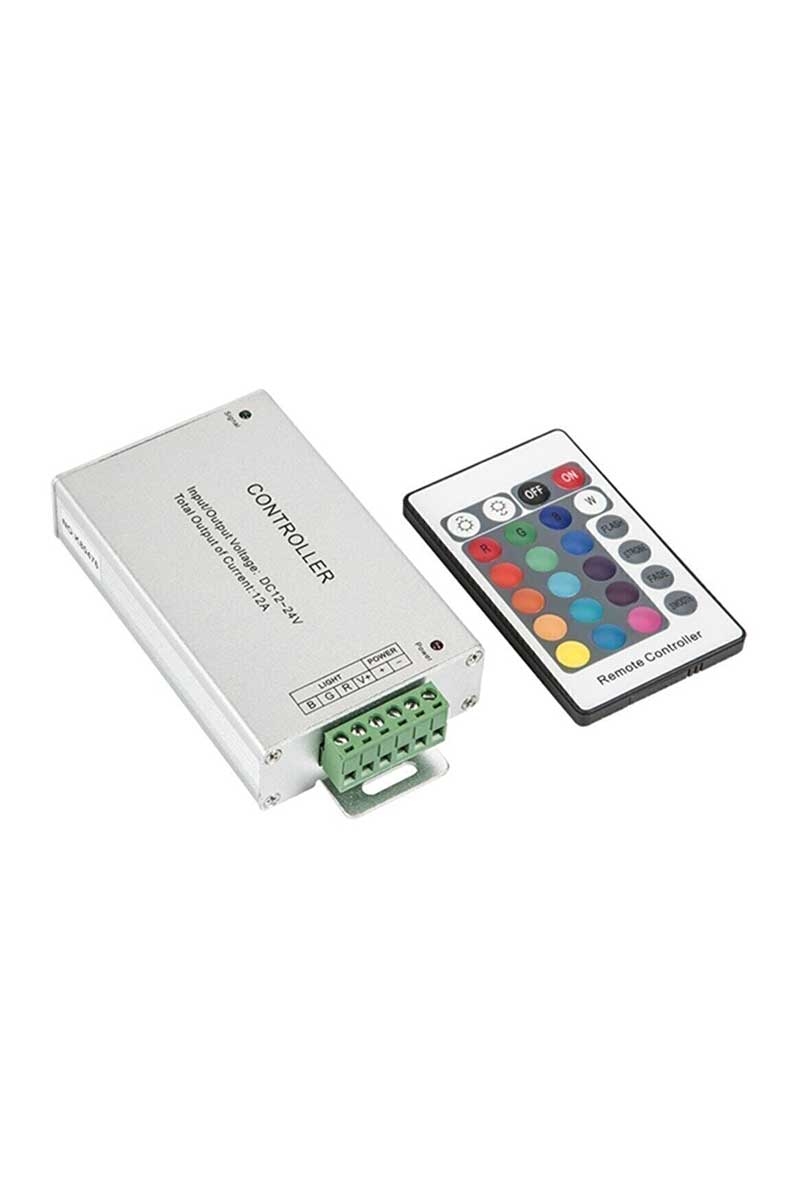 Signal
CONTROLLER
Input/Output Voltage: DC12-24V
Total Output of Current:12A
Power
LIGHT POWER
B G R V+ + −
OFF ON
R G B W
FLASH
STROBE
FADE
SMOOTH
Remote Controller